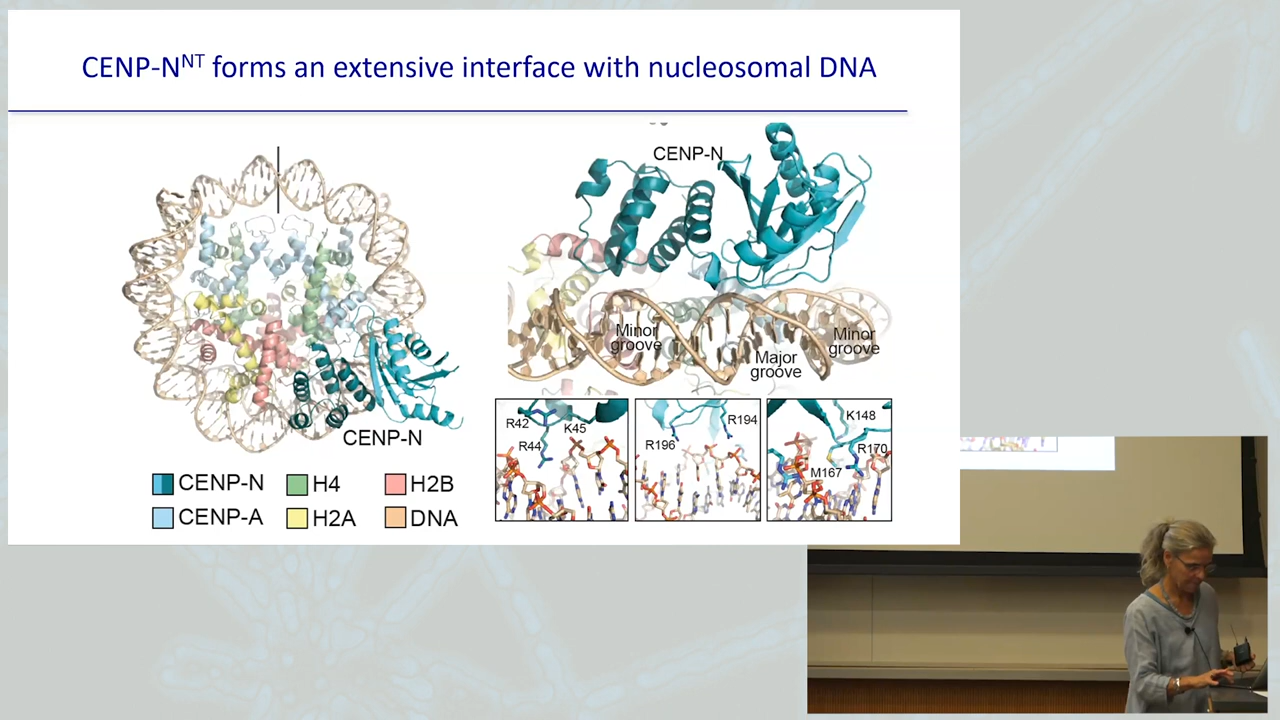 CENP-Nᴺᵀ forms an extensive interface with nucleosomal DNA
CENP-N
CENP-N
Minor
groove
Major
groove
Minor
groove
CENP-N
H4
H2B
CENP-A
H2A
DNA
R42
R44
K45
R196
R194
K148
M167
R170